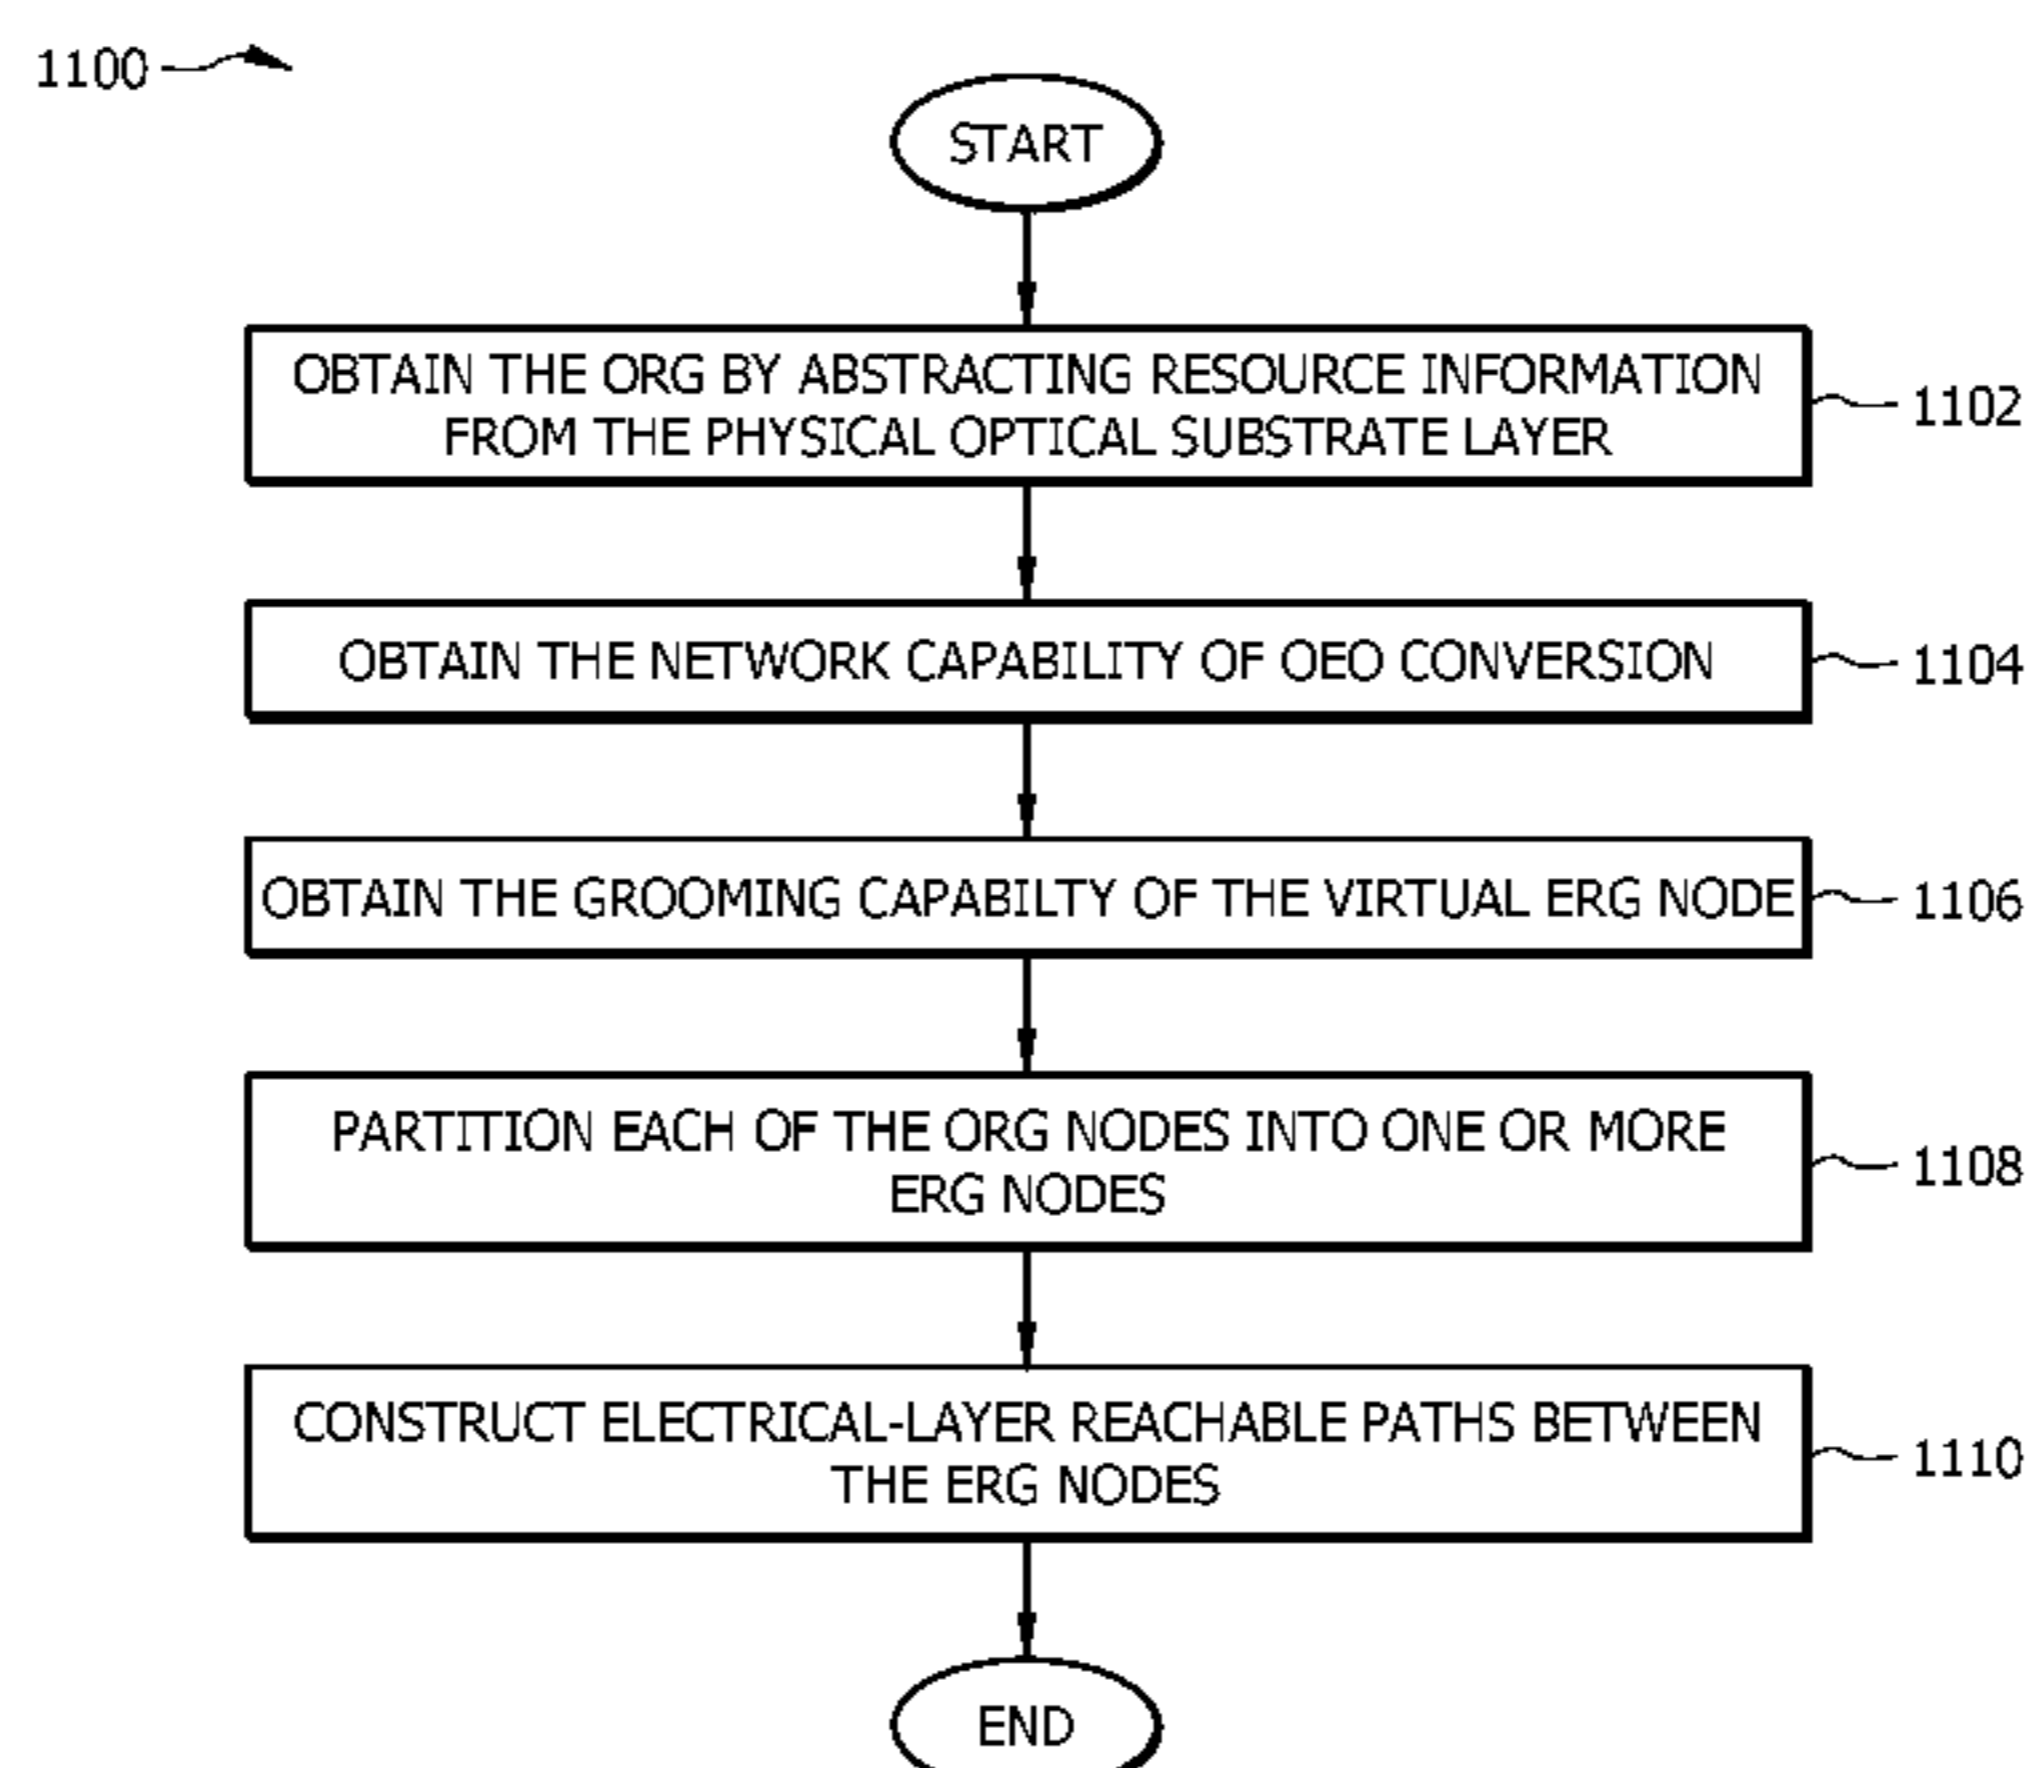 1100
START
OBTAIN THE ORG BY ABSTRACTING RESOURCE INFORMATION
FROM THE PHYSICAL OPTICAL SUBSTRATE LAYER
1102
OBTAIN THE NETWORK CAPABILITY OF OEO CONVERSION
1104
OBTAIN THE GROOMING CAPABILTY OF THE VIRTUAL ERG NODE
1106
PARTITION EACH OF THE ORG NODES INTO ONE OR MORE
ERG NODES
1108
CONSTRUCT ELECTRICAL-LAYER REACHABLE PATHS BETWEEN
THE ERG NODES
1110
END